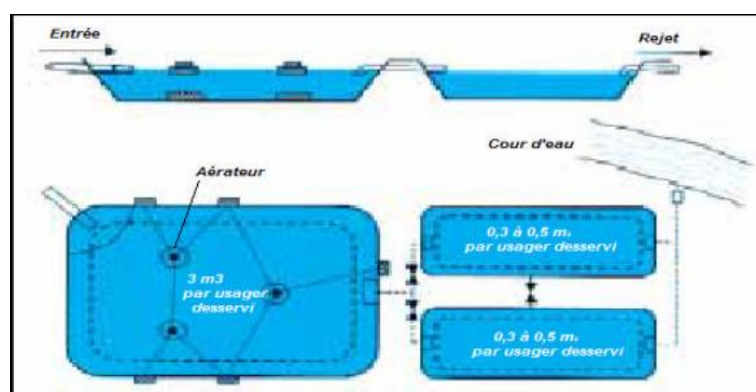 Entrée
Rejet
Cour d'eau
Aérateur
3 m3
par usager
desservi
0,3 à 0,5 m.
par usager desservi
0,3 à 0,5 m.
par usager desservi